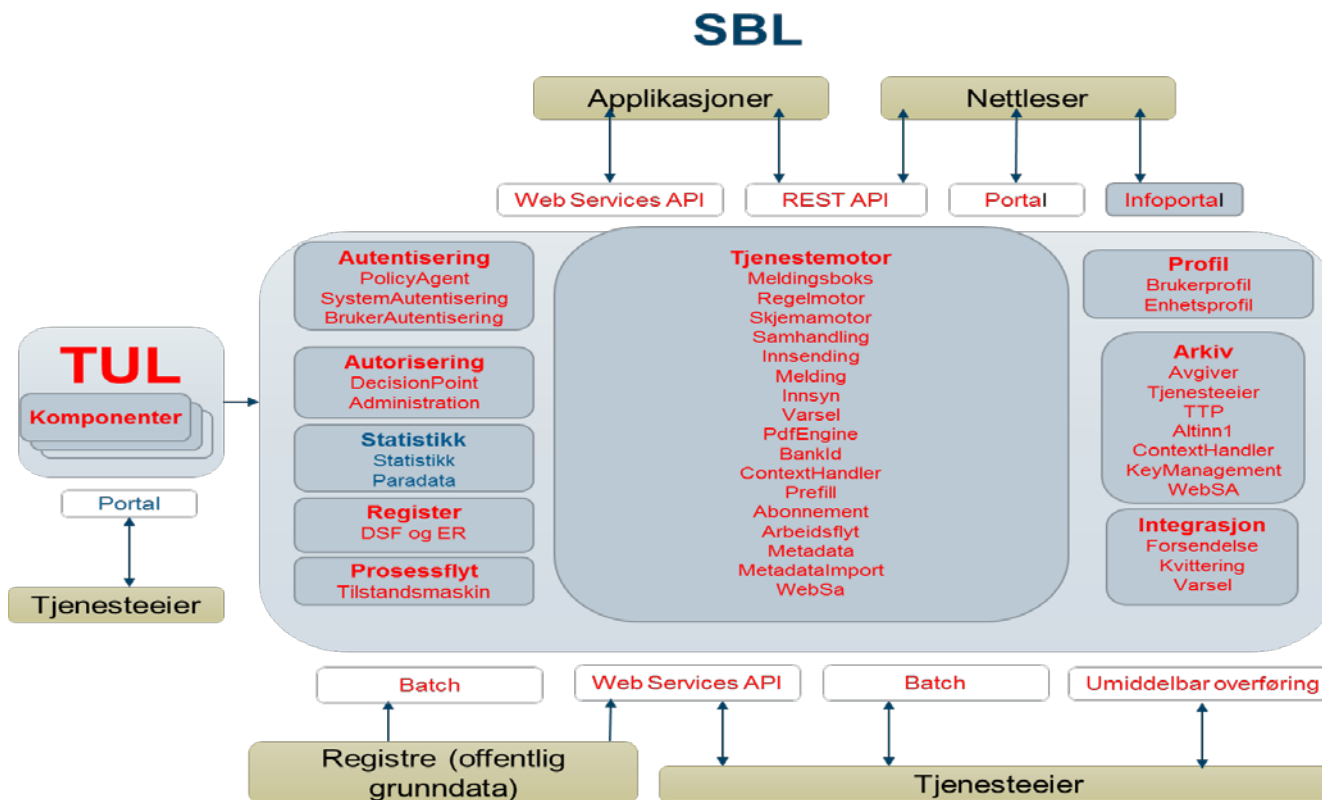 SBL
Applikasjoner
Nettleser
Web Services API
REST API
Portal
Infoportal
TUL
Komponenter
Portal
Tjenesteeier
Autentisering
PolicyAgent
SystemAutentisering
BrukerAutentisering
Autorisering
DecisionPoint
Administration
Statistikk
Statistikk
Paradata
Register
DSF og ER
Prosessflyt
Tilstandsmaskin
Tjenestemotor
Meldingsboks
Regelmotor
Skjemamotor
Samhandling
Innsending
Melding
Innsyn
Varsel
PdfEngine
BankId
ContextHandler
Prefill
Abonnement
Arbeidsflyt
Metadata
MetadataImport
WebSa
Profil
Brukerprofil
Enhetsprofil
Arkiv
Avgiver
Tjenesteeier
TTP
Altinn1
ContextHandler
KeyManagement
WebSA
Integrasjon
Forsendelse
Kvittering
Varsel
Batch
Web Services API
Batch
Umiddelbar overføring
Registre (offentlig
grunndata)
Tjenesteeier